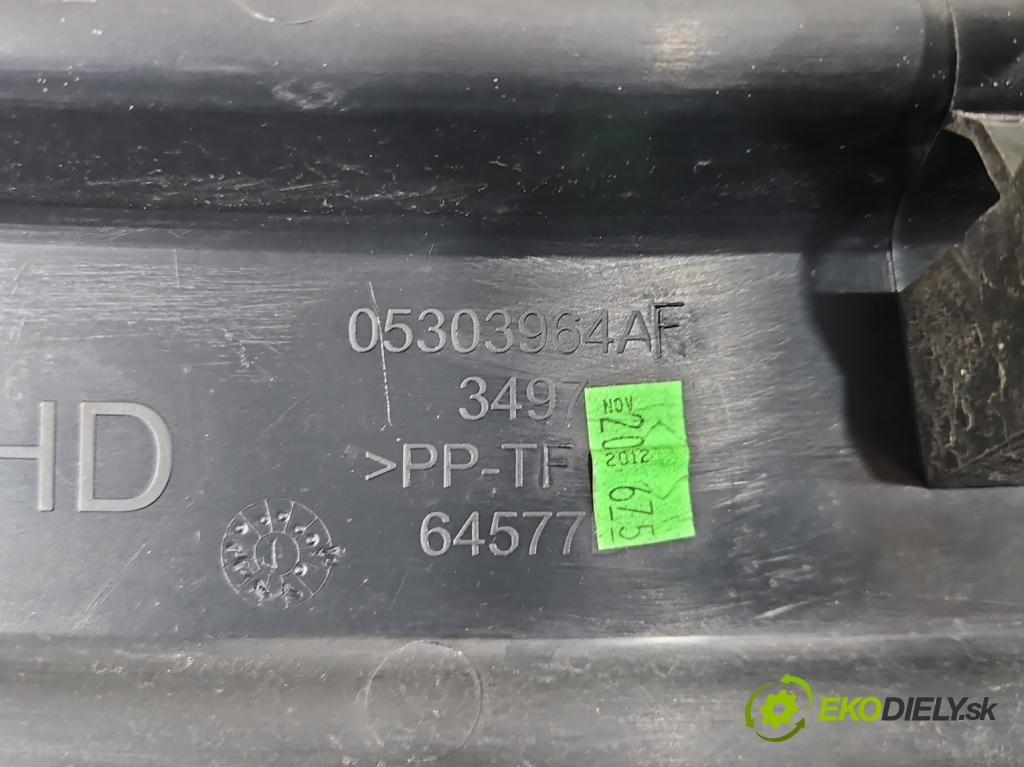 05303964AF
3497
HD
>PP-TF
64577
NOV
20
2012
675
EKODIELY.sk